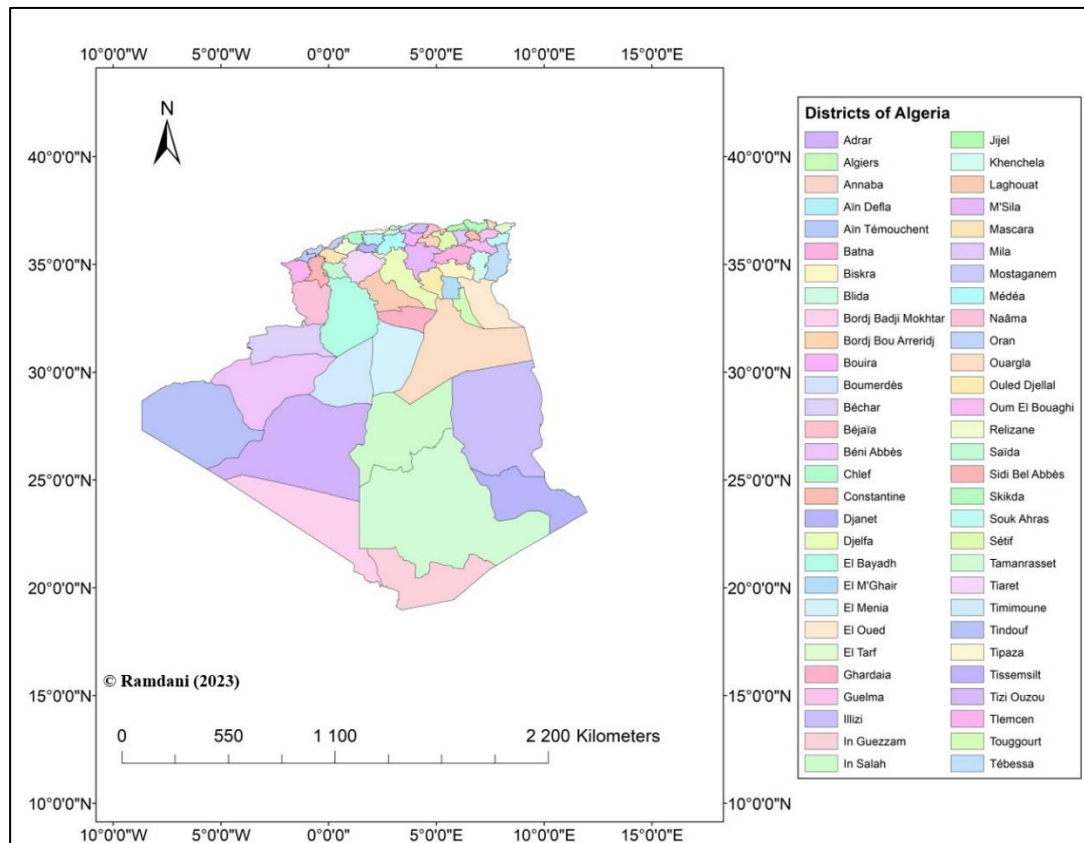 10°0'0"W 5°0'0"W 0°0'0" 5°0'0"E 10°0'0"E 15°0'0"E
N
40°0'0"N 40°0'0"N
35°0'0"N 35°0'0"N
30°0'0"N 30°0'0"N
25°0'0"N 25°0'0"N
20°0'0"N 20°0'0"N
15°0'0"N 15°0'0"N
10°0'0"N 10°0'0"N
© Ramdani (2023)
0 550 1 100 2 200 Kilometers
10°0'0"W 5°0'0"W 0°0'0" 5°0'0"E 10°0'0"E 15°0'0"E
Districts of Algeria
Adrar
Algiers
Annaba
Aïn Defla
Aïn Témouchent
Batna
Biskra
Blida
Bordj Badji Mokhtar
Bordj Bou Arreridj
Bouira
Boumerdès
Béchar
Béjaïa
Béni Abbès
Chlef
Constantine
Djanet
Djelfa
El Bayadh
El M'Ghair
El Menia
El Oued
El Tarf
Ghardaia
Guelma
Illizi
In Guezzam
In Salah
Jijel
Khenchela
Laghouat
M'Sila
Mascara
Mila
Mostaganem
Médéa
Naâma
Oran
Ouargla
Ouled Djellal
Oum El Bouaghi
Relizane
Saïda
Sidi Bel Abbès
Skikda
Souk Ahras
Sétif
Tamanrasset
Tiaret
Timimoune
Tindouf
Tipaza
Tissemsilt
Tizi Ouzou
Tlemcen
Touggourt
Tébessa